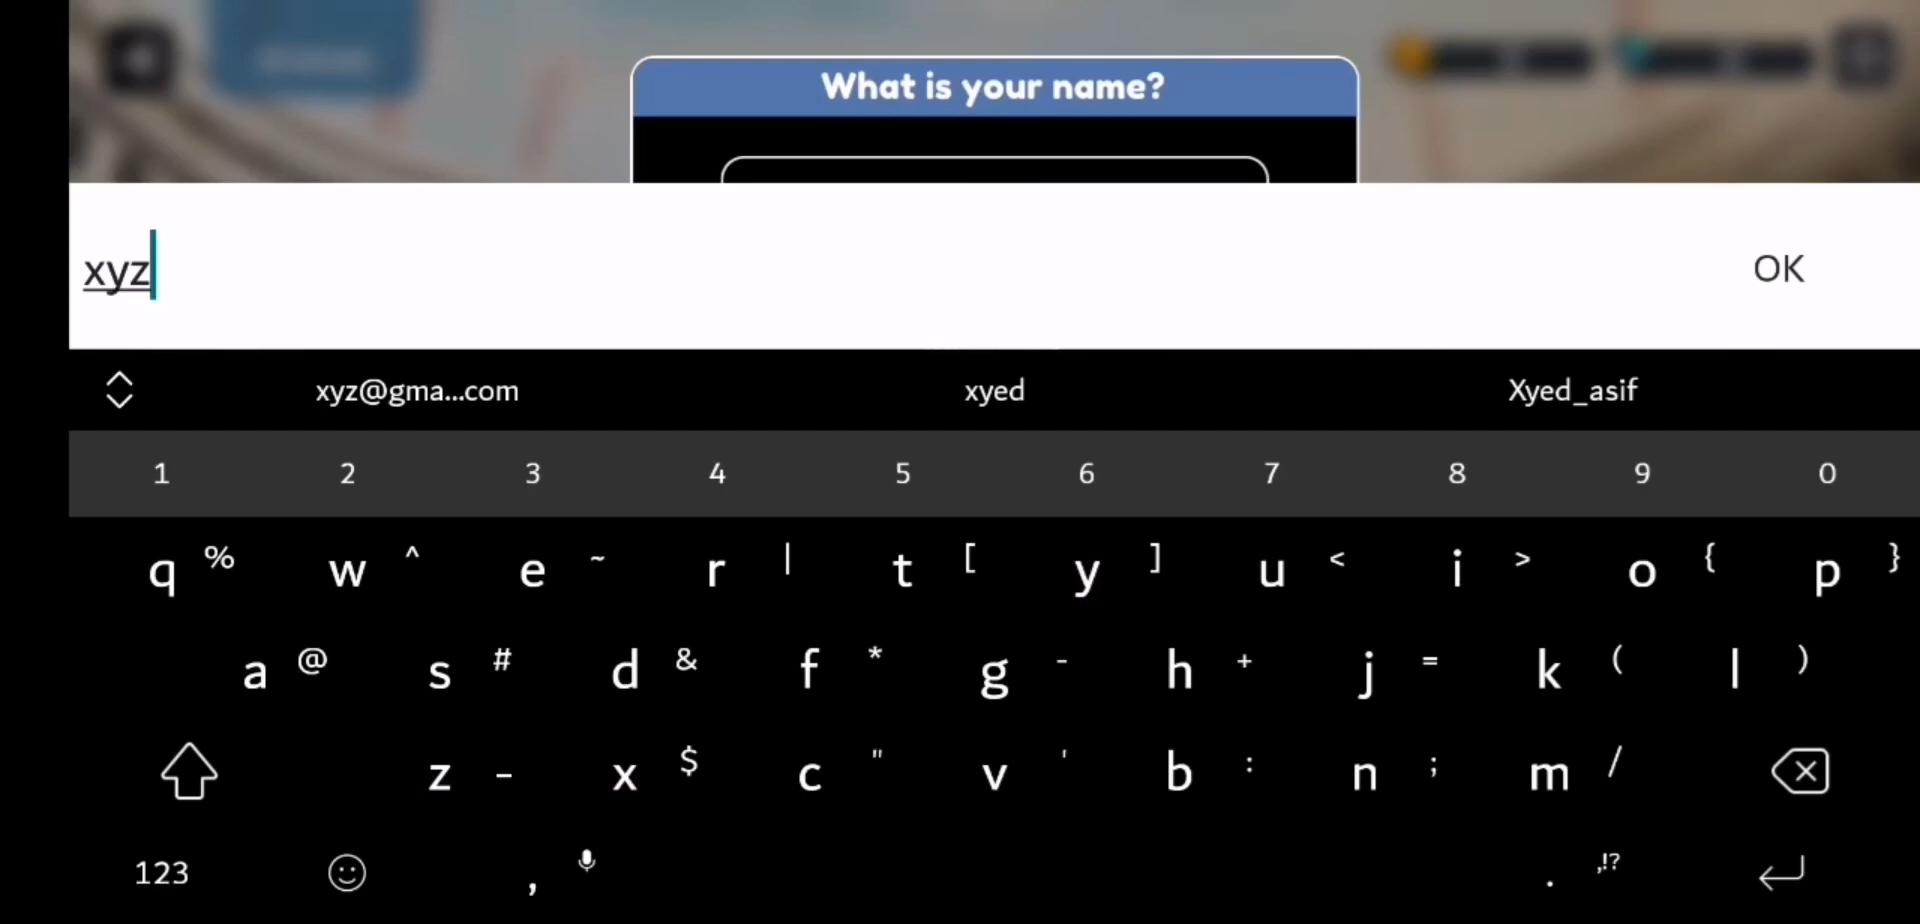 What is your name?
xyz
OK
xyz@gma...com xyed Xyed_asif
1 2 3 4 5 6 7 8 9 0
q % w ^ e ~ r | t [ y ] u < i > o { p }
a @ s # d & f * g - h + j = k ( l )
z - x $ c " v ' b : n ; m /
123 , . ,!?